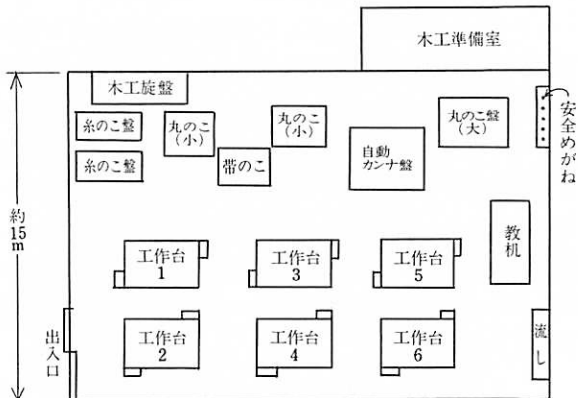 木工準備室
木工旋盤
糸のこ盤
糸のこ盤
丸のこ
(小)
帯のこ
丸のこ
(小)
自動
カンナ盤
丸のこ盤
(大)
安全めがね
約15m
教机
工作台
1
工作台
3
工作台
5
工作台
2
工作台
4
工作台
6
出入口
流し